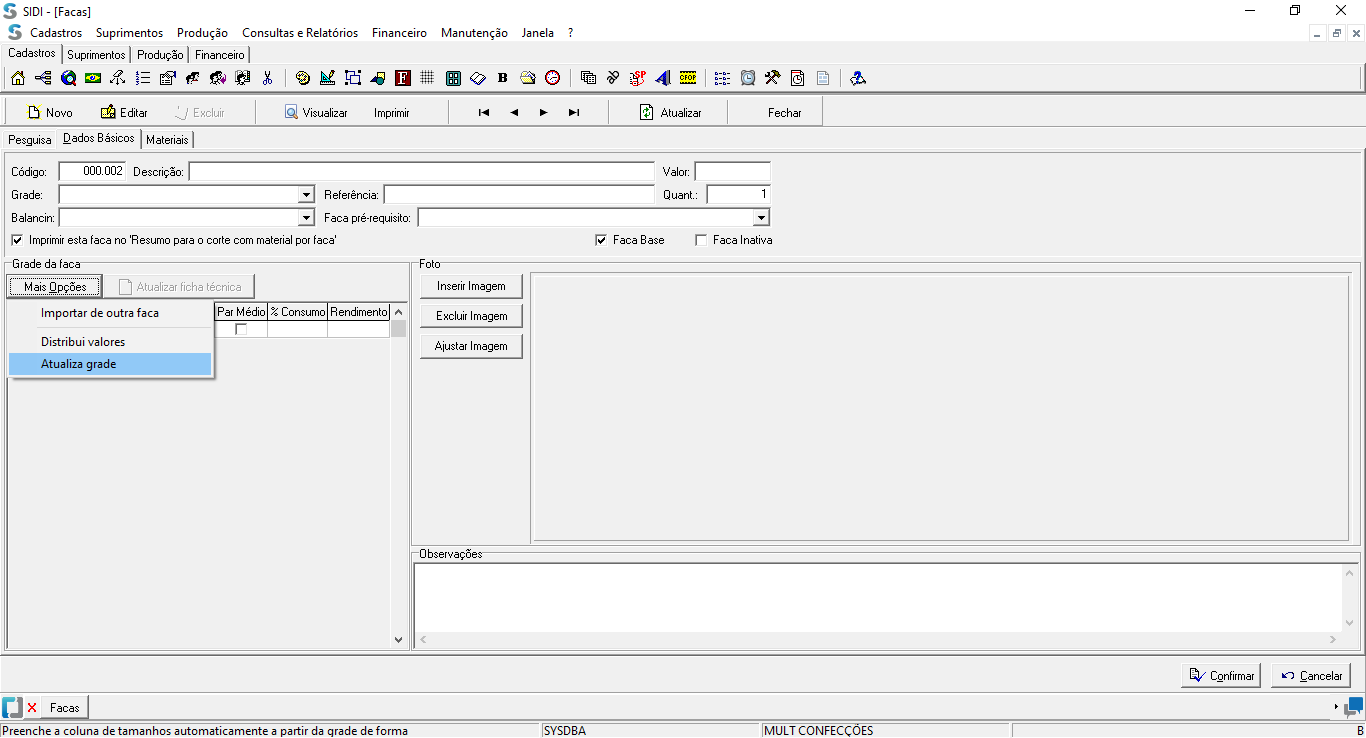 SIDI - [Facas]
Cadastros Suprimentos Produção Consultas e Relatórios Financeiro Manutenção Janela ?
Cadastros Suprimentos Produção Financeiro
F B SP CFOP
Novo Editar Excluir Visualizar Imprimir Atualizar Fechar
Pesquisa Dados Básicos Materiais
Código: 000.002 Descrição: Valor:
Grade: Referência: Quant.: 1
Balancin: Faca pré-requisito:
Imprimir esta faca no 'Resumo para o corte com material por faca' Faca Base Faca Inativa
Grade da faca Foto
Mais Opções Atualizar ficha técnica Inserir Imagem
Importar de outra faca Par Médio % Consumo Rendimento Excluir Imagem
Distribui valores Ajustar Imagem
Atualiza grade
Observações
Confirmar Cancelar
Facas
Preenche a coluna de tamanhos automaticamente a partir da grade de forma SYSDBA MULT CONFECÇÕES B